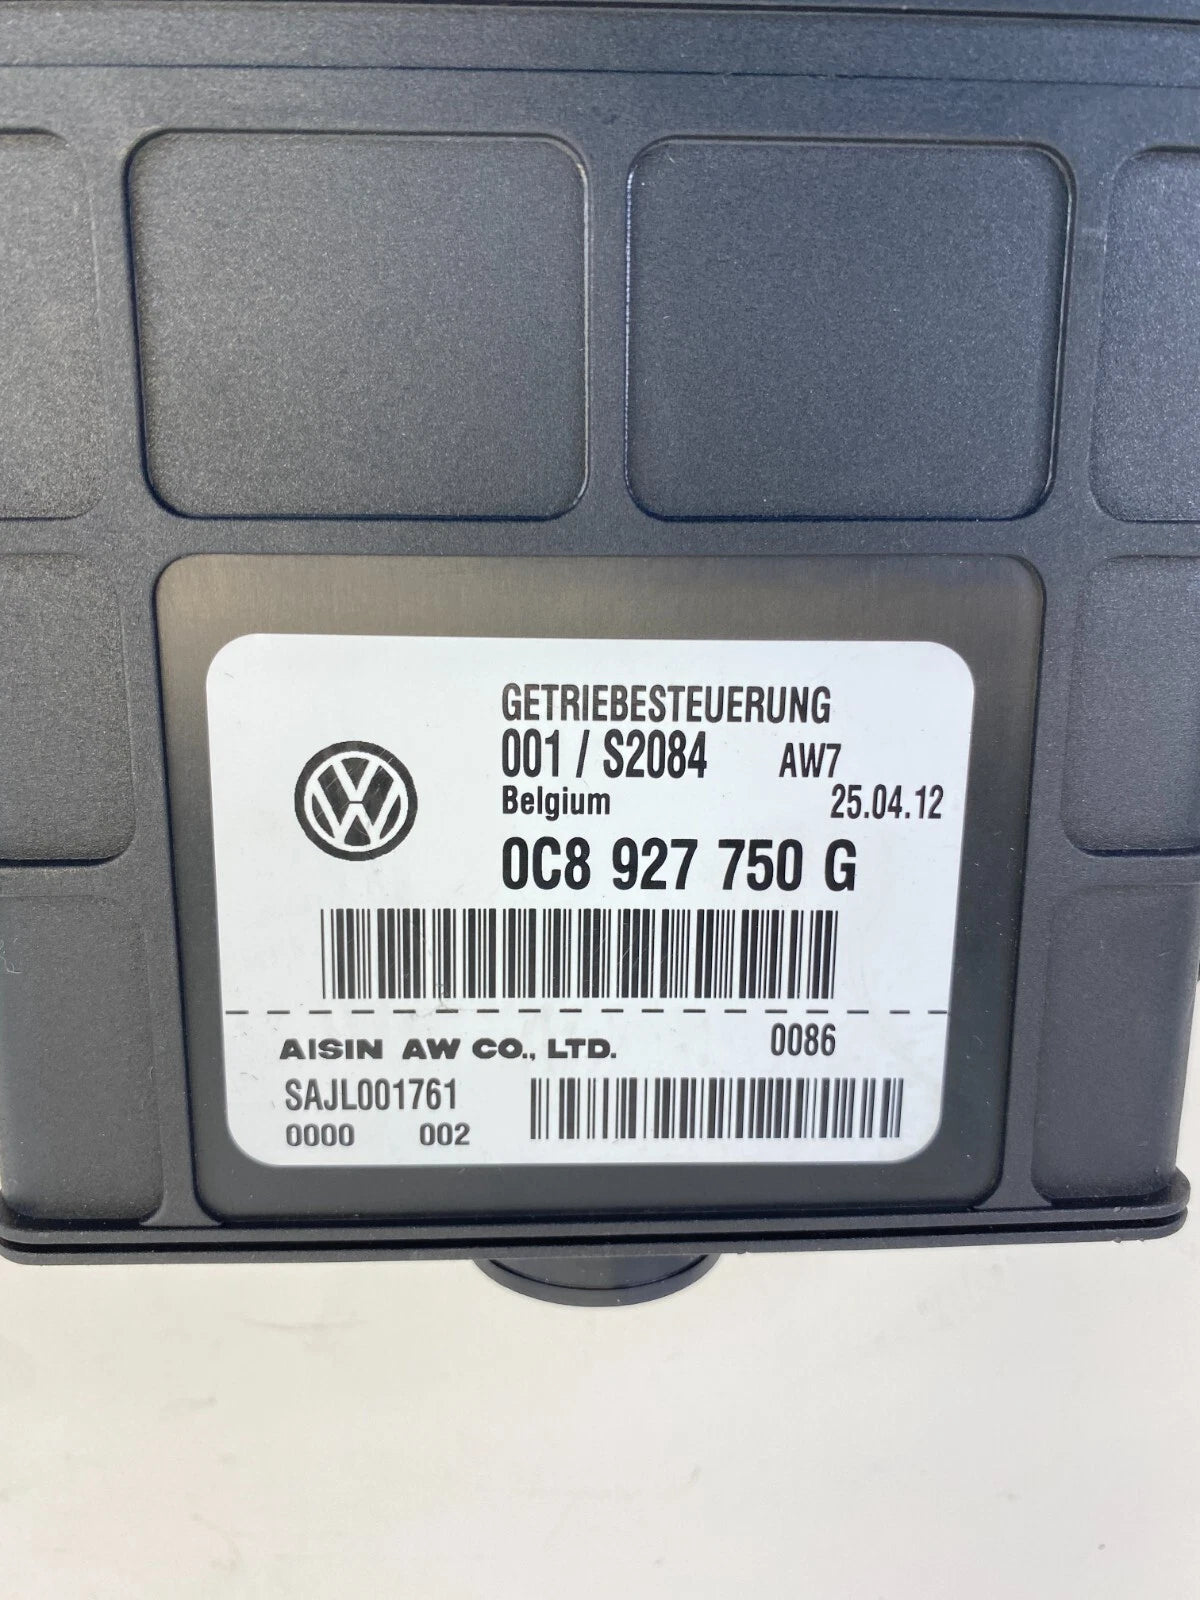 GETRIEBESTEUERUNG
001 / S2084 AW7
Belgium 25.04.12
0C8 927 750 G
AISIN AW CO., LTD. 0086
SAJL001761
0000 002